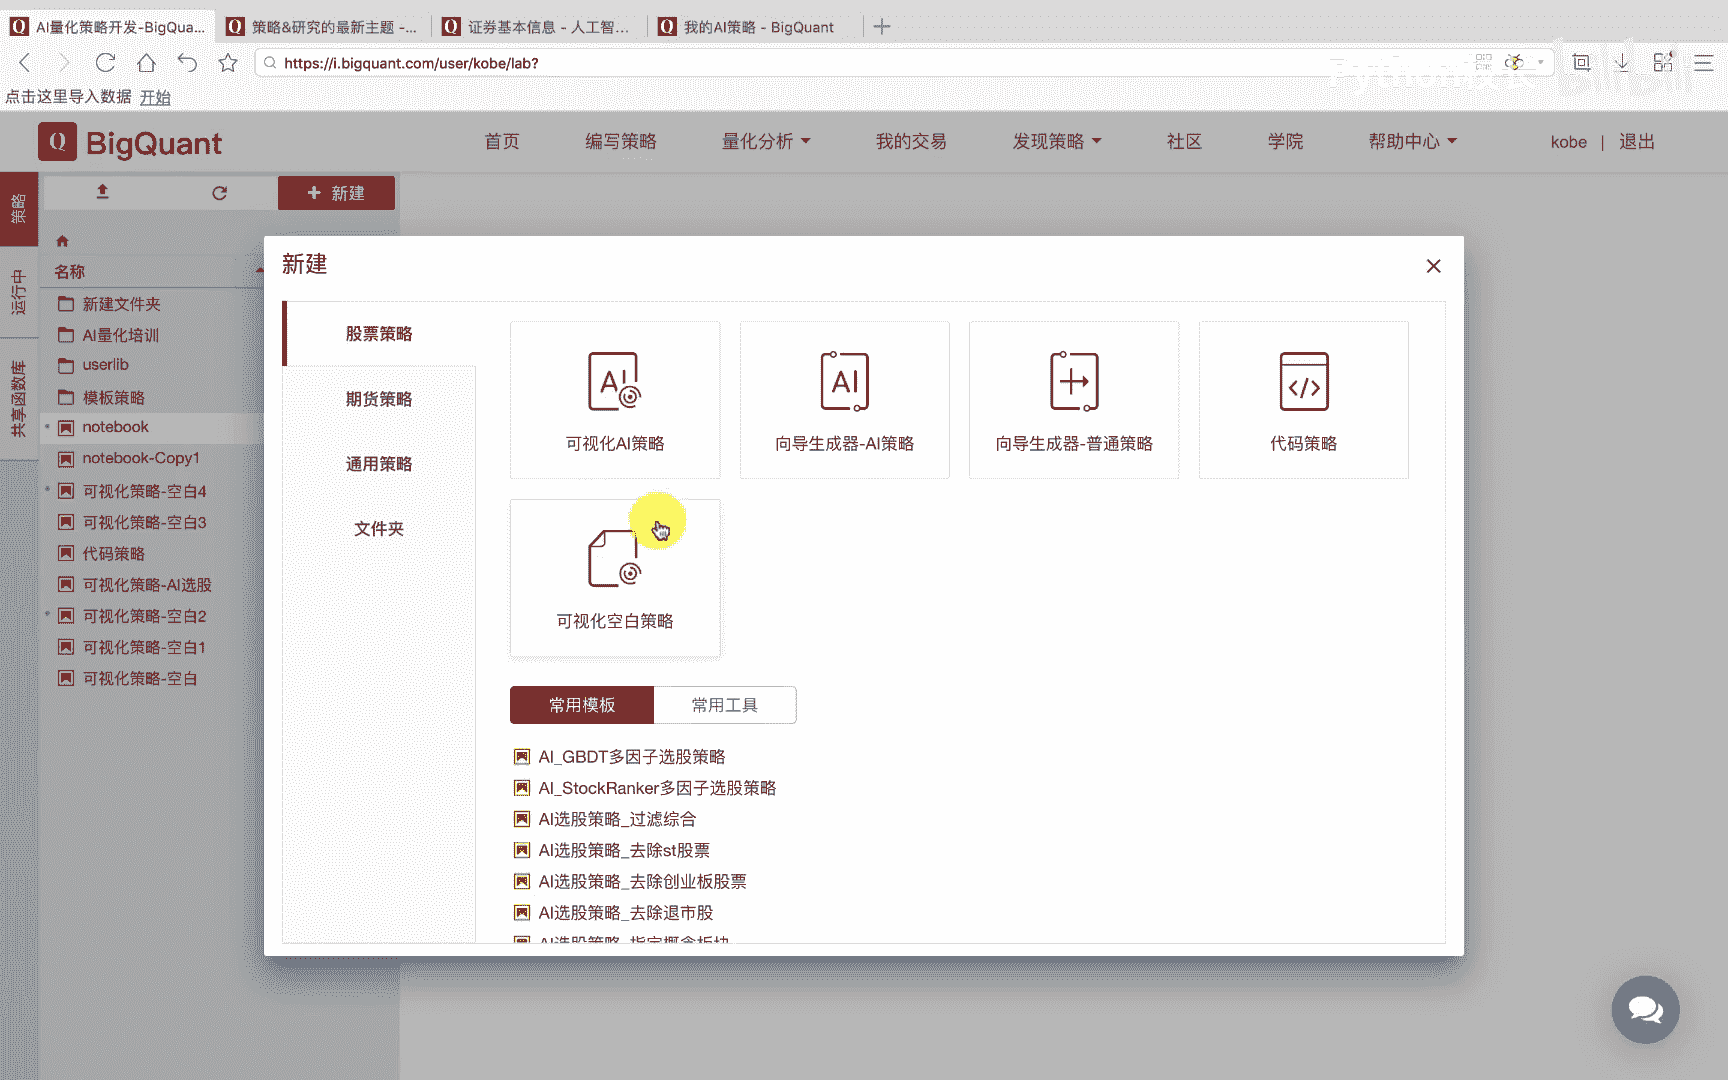 AI量化策略开发-BigQua...
策略&研究的最新主题 -...
证券基本信息 - 人工智...
我的AI策略 - BigQuant
https://i.bigquant.com/user/kobe/lab?
点击这里导入数据 开始
BigQuant
首页
编写策略
量化分析
我的交易
发现策略
社区
学院
帮助中心
kobe | 退出
策略
运行中
共享函数库
+ 新建
名称
新建文件夹
AI量化培训
userlib
模板策略
notebook
notebook-Copy1
可视化策略-空白4
可视化策略-空白3
代码策略
可视化策略-AI选股
可视化策略-空白2
可视化策略-空白1
可视化策略-空白
新建
股票策略
期货策略
通用策略
文件夹
可视化AI策略
向导生成器-AI策略
向导生成器-普通策略
代码策略
可视化空白策略
常用模板
常用工具
AI_GBDT多因子选股策略
AI_StockRanker多因子选股策略
AI选股策略_过滤综合
AI选股策略_去除st股票
AI选股策略_去除创业板股票
AI选股策略_去除退市股
AI选股策略_指定概念板块